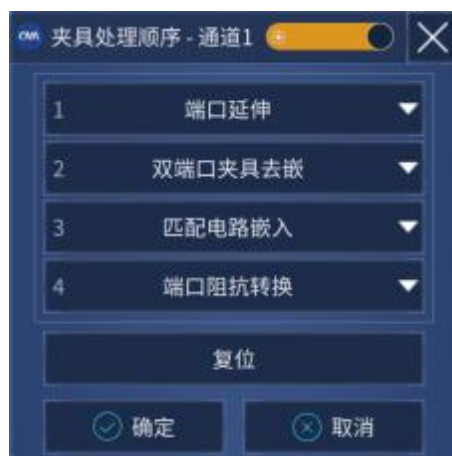 夹具处理顺序 - 通道1
1 端口延伸
2 双端口夹具去嵌
3 匹配电路嵌入
4 端口阻抗转换
复位
确定 取消